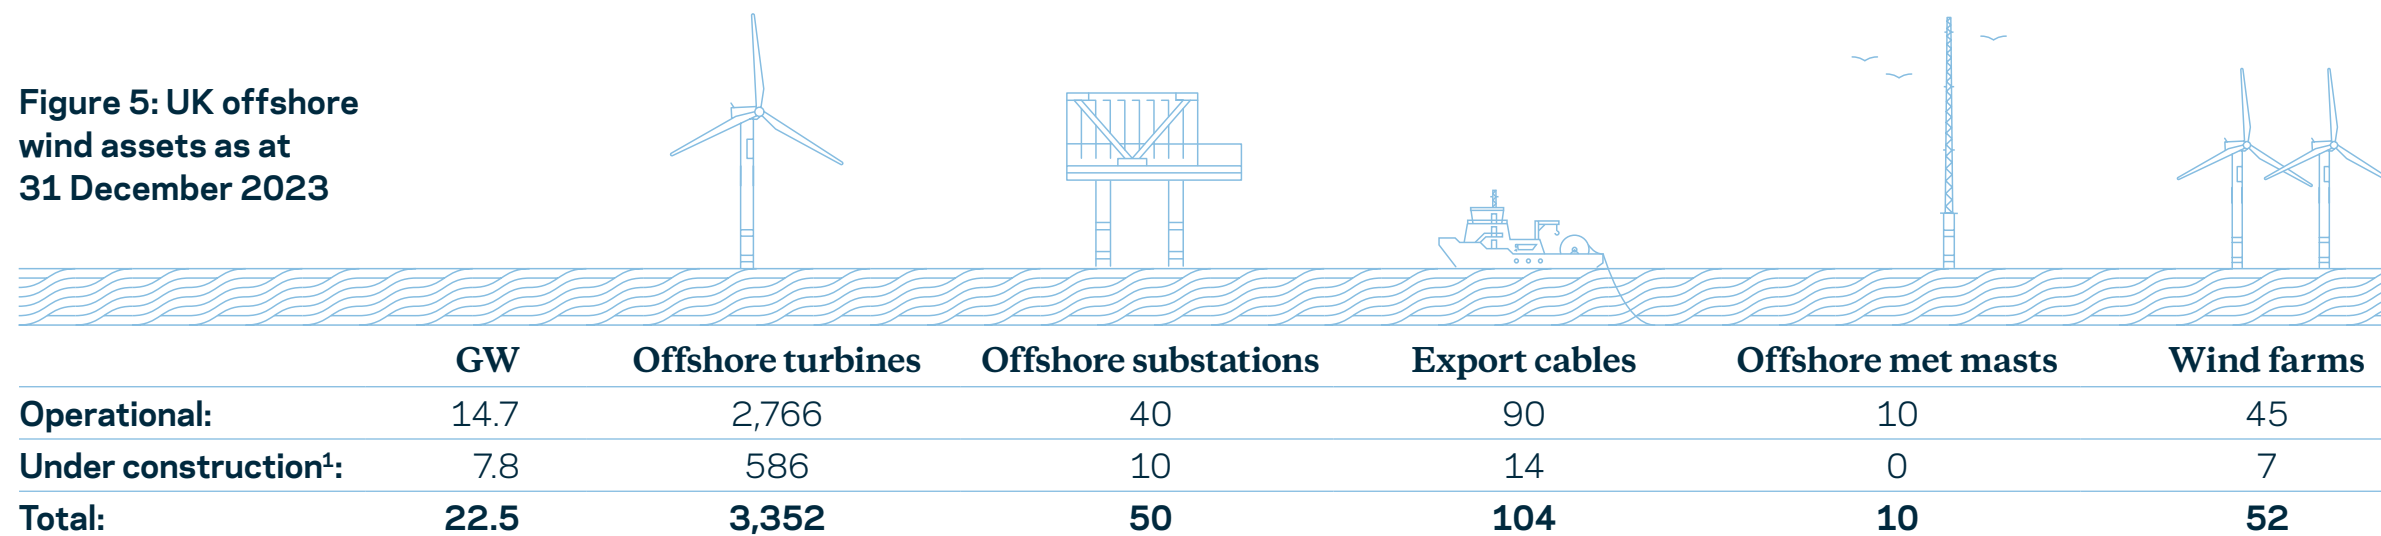 Figure 5: UK offshore
wind assets as at
31 December 2023
GW Offshore turbines Offshore substations Export cables Offshore met masts Wind farms
Operational: 14.7 2,766 40 90 10 45
Under construction¹: 7.8 586 10 14 0 7
Total: 22.5 3,352 50 104 10 52